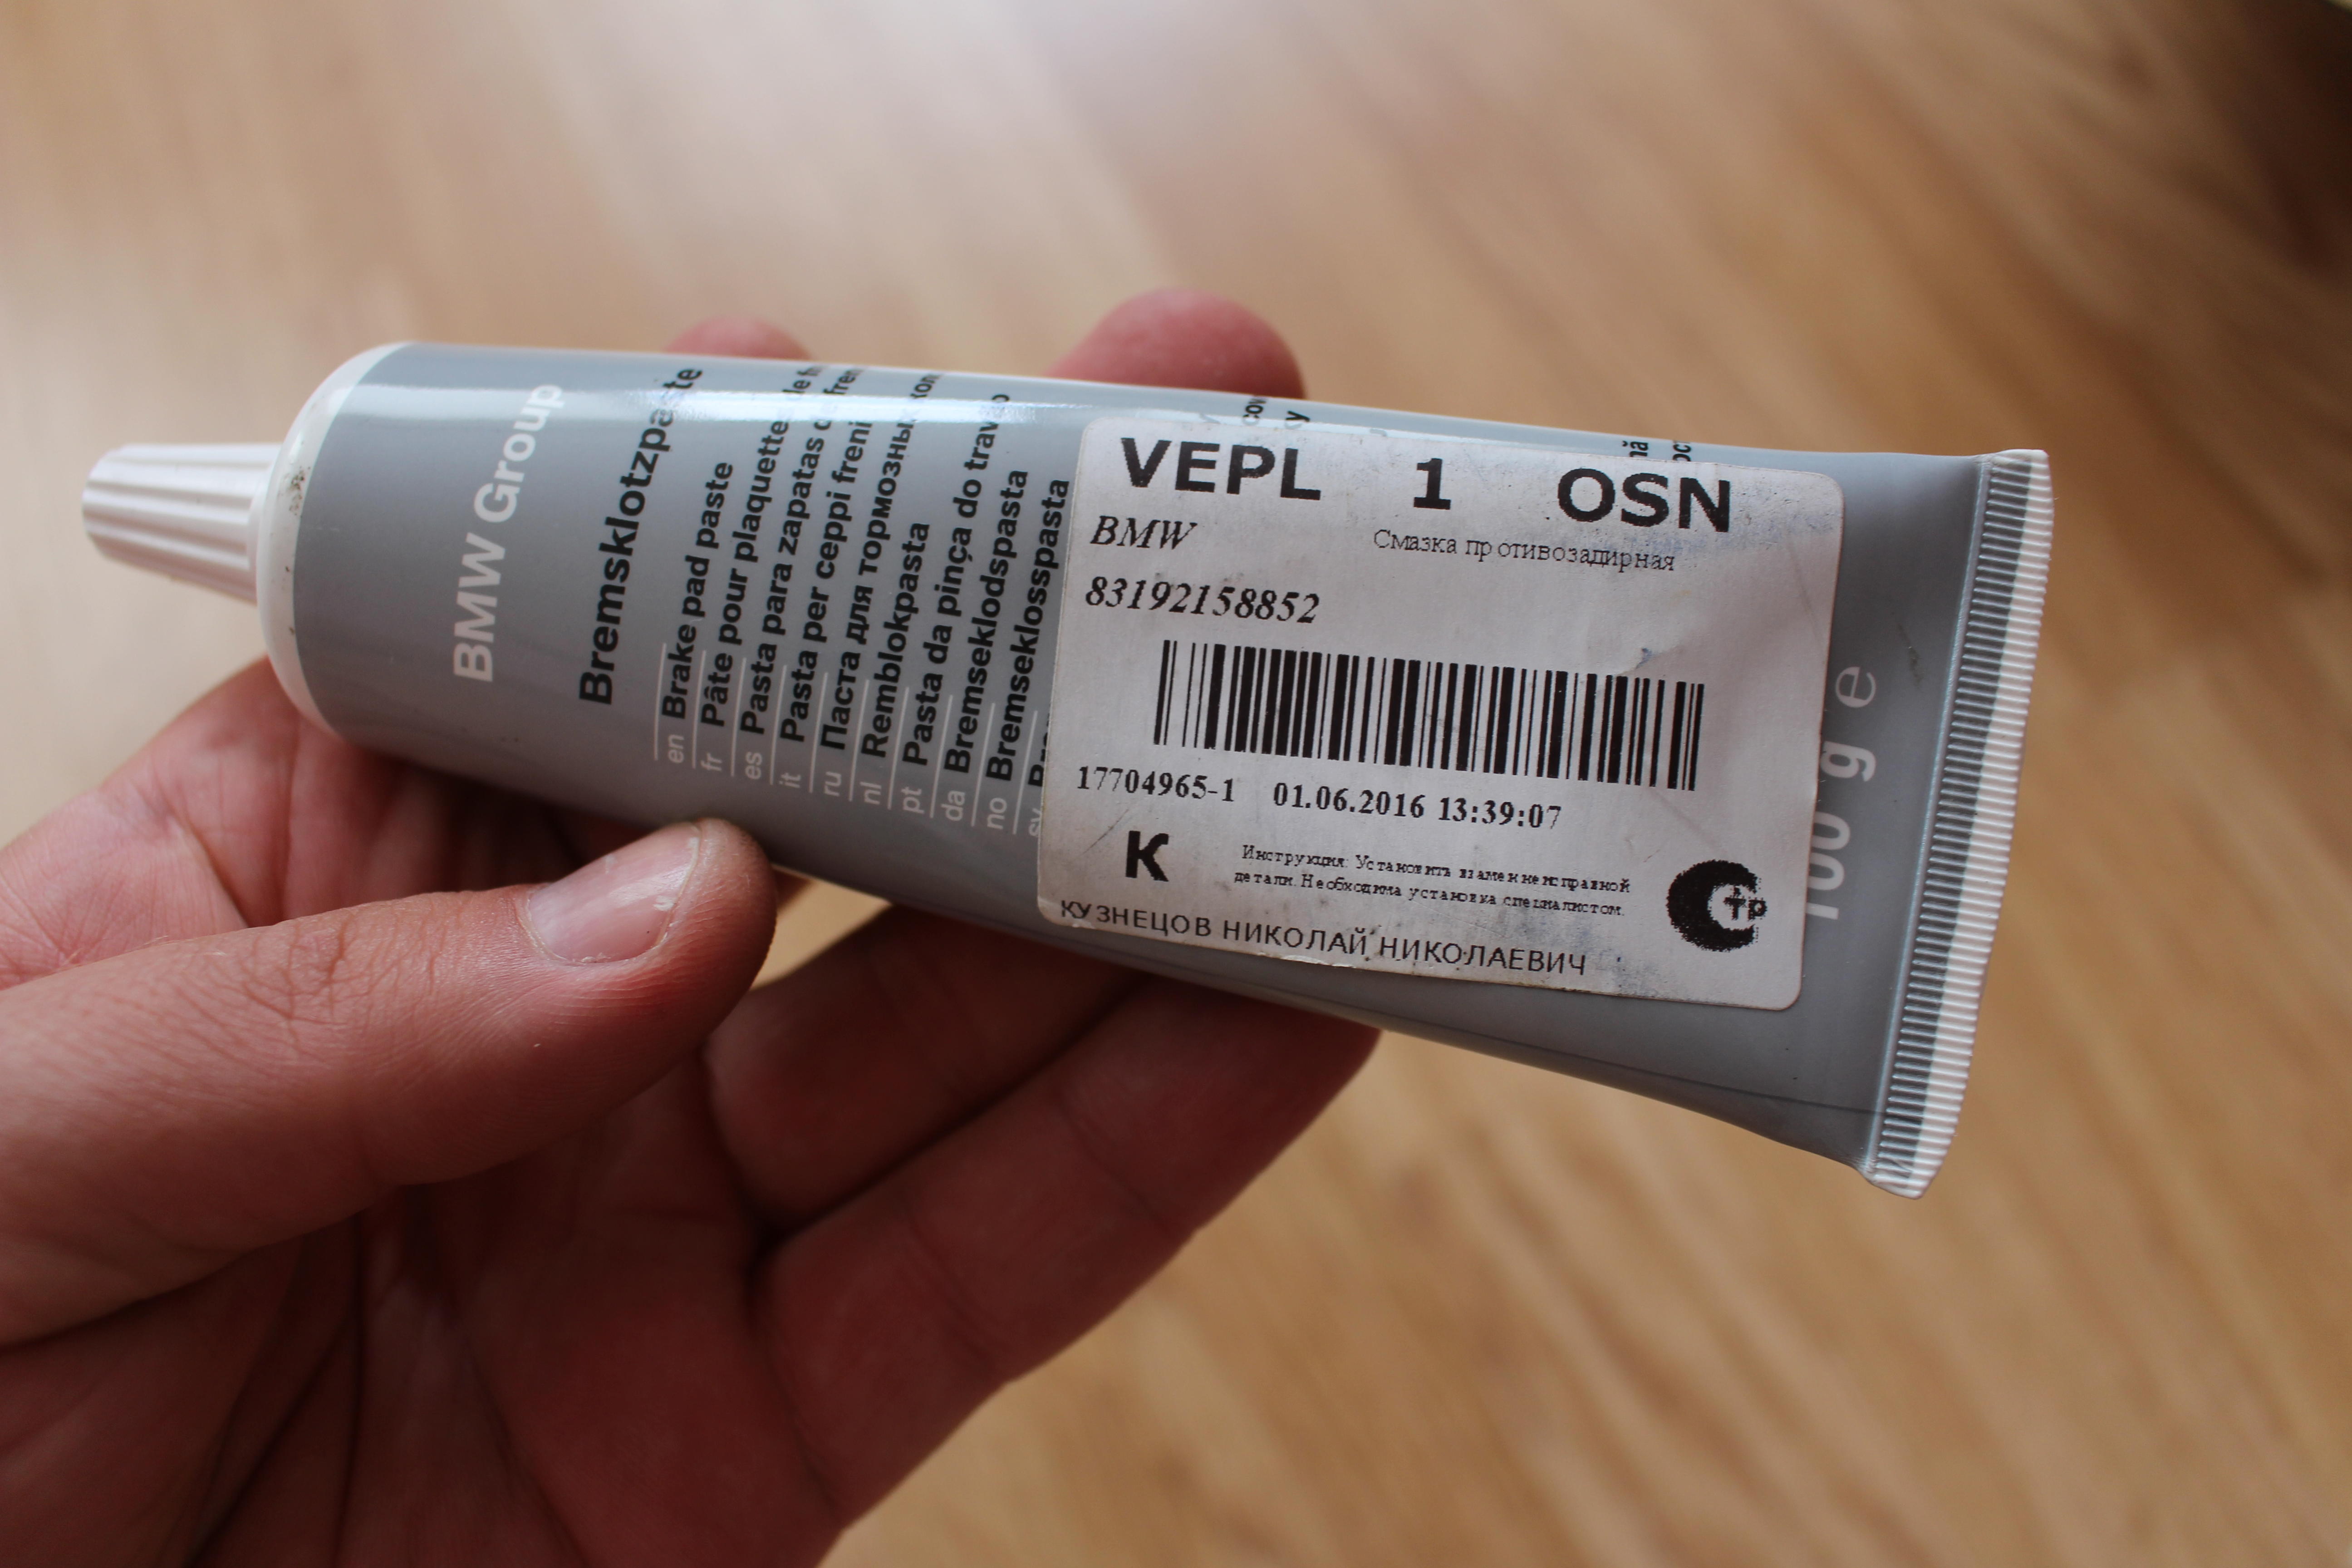 BMW Group
Bremsklotzpaste
en Brake pad paste
fr Pâte pour plaquettes
es Pasta para zapatas
it Pasta per ceppi freni
ru Паста для тормозных
nl Remblokpasta
pt Pasta da pinça do
da Bremseklodspasta
no Bremseklosspasta
sv
VEPL 1 OSN
BMW Смазка противозадирная
83192158852
17704965-1 01.06.2016 13:39:07
К
Инструкция: Установить взамен неисправной
детали. Необходима установка специалистом.
Стр
КУЗНЕЦОВ НИКОЛАЙ НИКОЛАЕВИЧ
100 g e